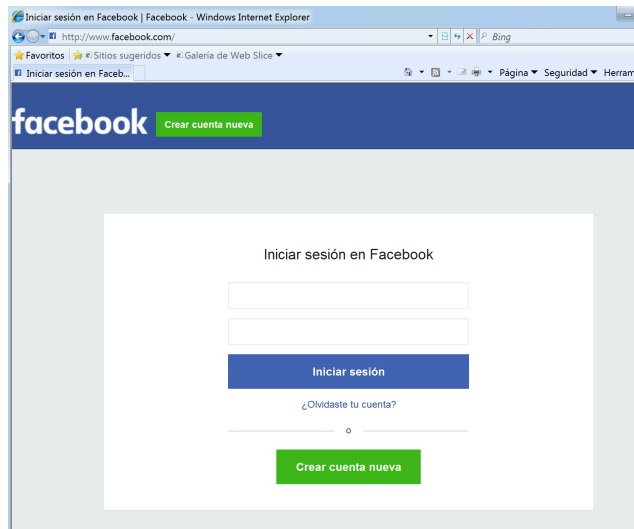 Iniciar sesión en Facebook | Facebook - Windows Internet Explorer
http://www.facebook.com/
Bing
Favoritos Sitios sugeridos Galería de Web Slice
Iniciar sesión en Faceb...
Página Seguridad Herram
facebook Crear cuenta nueva
Iniciar sesión en Facebook
Iniciar sesión
¿Olvidaste tu cuenta?
o
Crear cuenta nueva